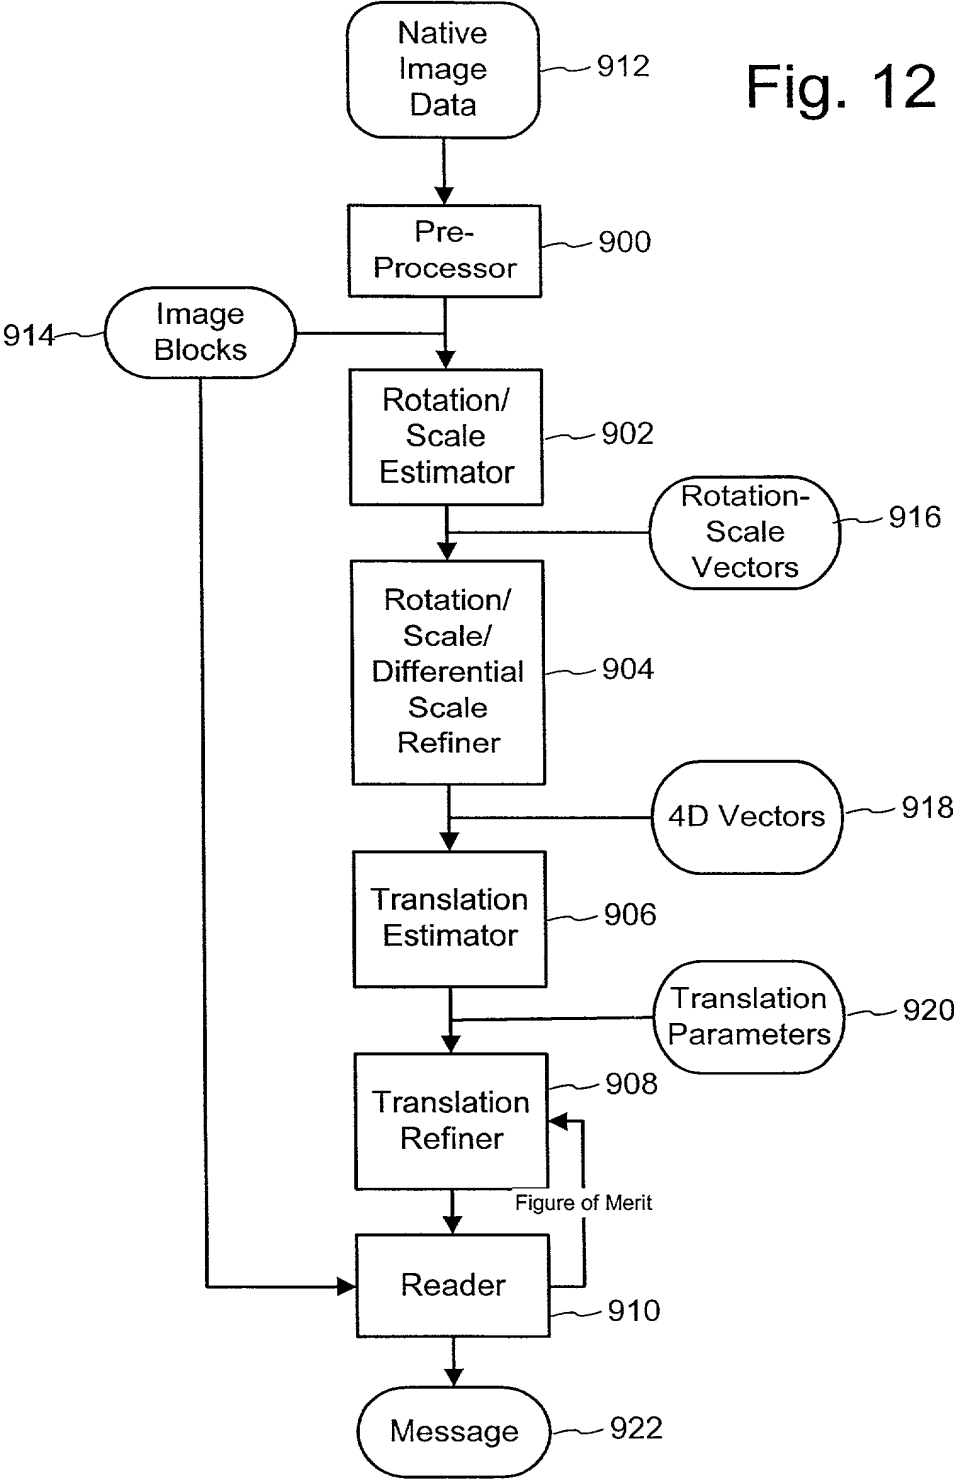 Native
Image
Data
912
Fig. 12
Pre-
Processor
900
914
Image
Blocks
Rotation/
Scale
Estimator
902
Rotation-
Scale
Vectors
916
Rotation/
Scale/
Differential
Scale
Refiner
904
4D Vectors
918
Translation
Estimator
906
Translation
Parameters
920
Translation
Refiner
908
Figure of Merit
Reader
910
Message
922